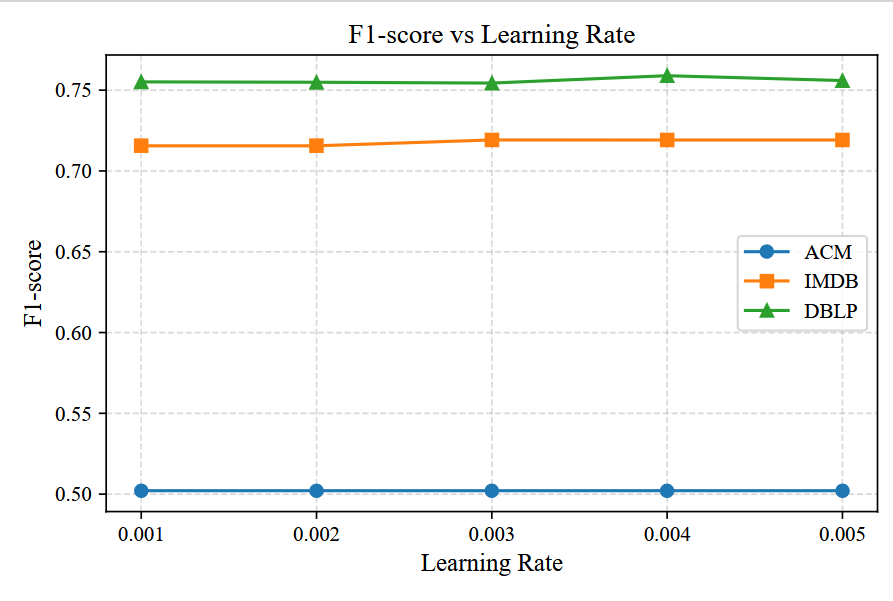 F1-score vs Learning Rate
0.75
0.70
0.65
0.60
0.55
0.50
F1-score
ACM
IMDB
DBLP
0.001 0.002 0.003 0.004 0.005
Learning Rate